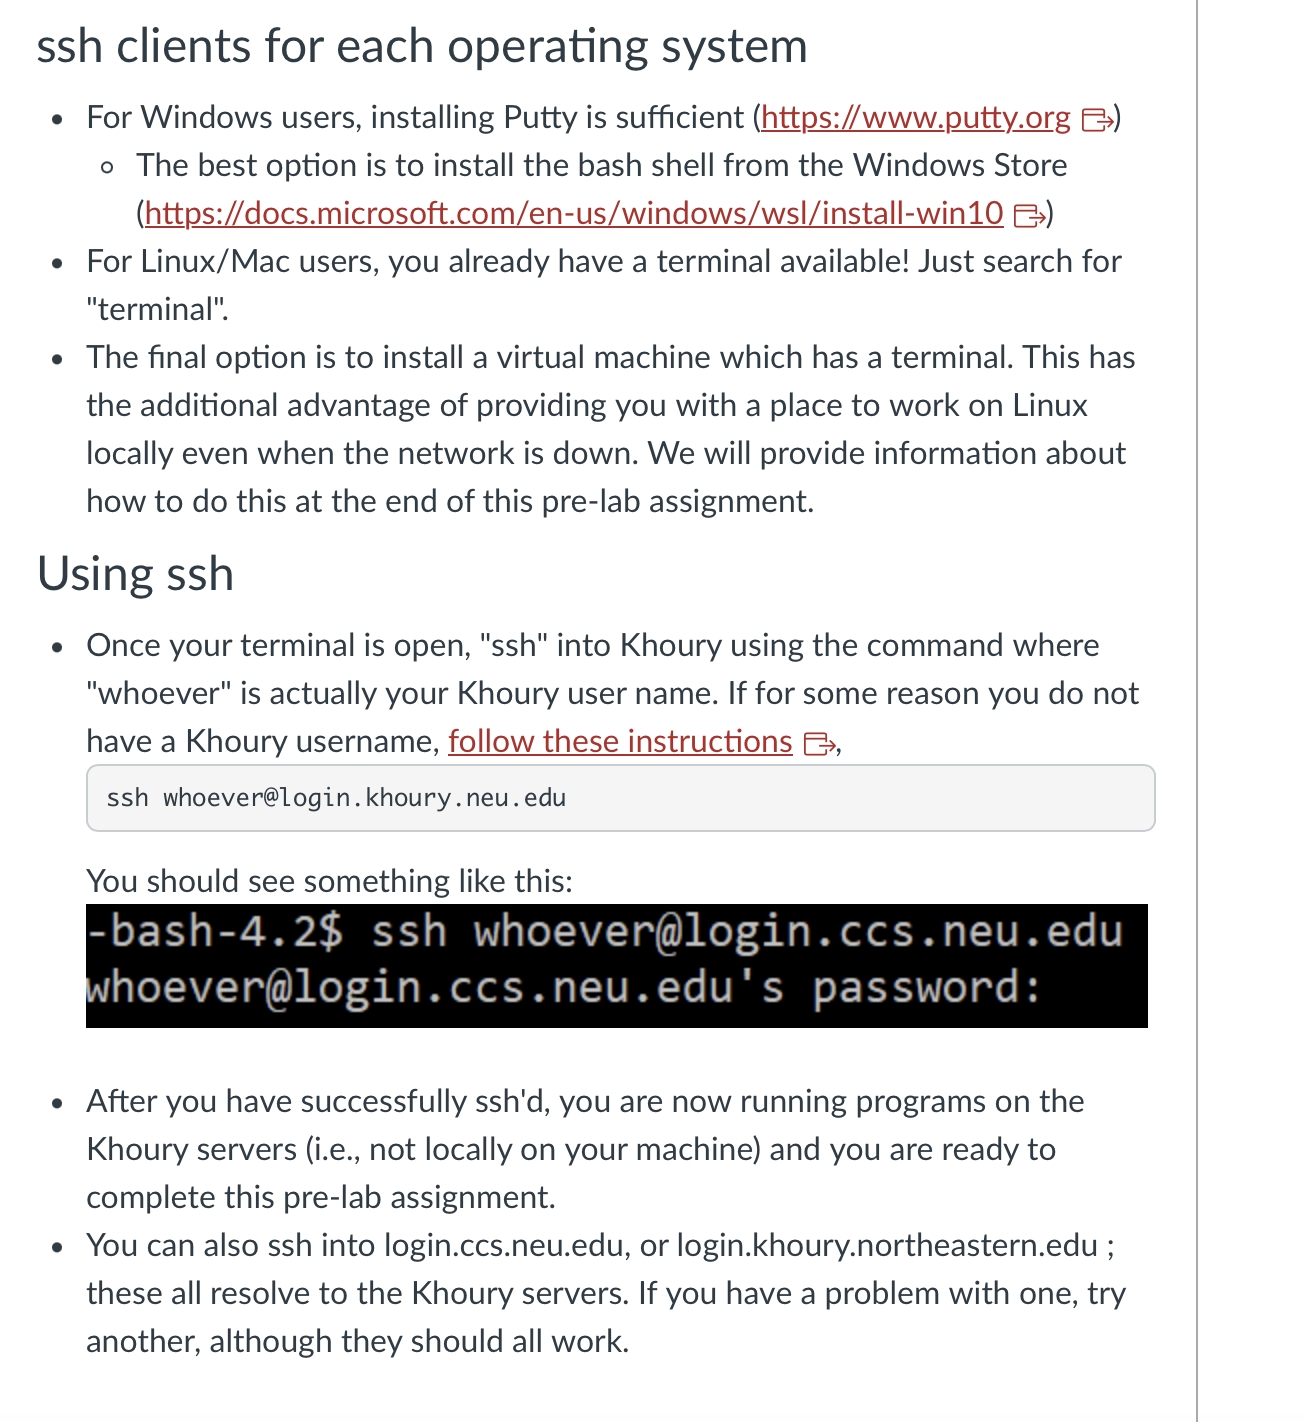 ssh clients for each operating system
• For Windows users, installing Putty is sufficient (https://www.putty.org)
◦ The best option is to install the bash shell from the Windows Store
(https://docs.microsoft.com/en-us/windows/wsl/install-win10)
• For Linux/Mac users, you already have a terminal available! Just search for
"terminal".
• The final option is to install a virtual machine which has a terminal. This has
the additional advantage of providing you with a place to work on Linux
locally even when the network is down. We will provide information about
how to do this at the end of this pre-lab assignment.
Using ssh
• Once your terminal is open, "ssh" into Khoury using the command where
"whoever" is actually your Khoury user name. If for some reason you do not
have a Khoury username, follow these instructions,
ssh whoever@login.khoury.neu.edu
You should see something like this:
-bash-4.2$ ssh whoever@login.ccs.neu.edu
whoever@login.ccs.neu.edu's password:
• After you have successfully ssh'd, you are now running programs on the
Khoury servers (i.e., not locally on your machine) and you are ready to
complete this pre-lab assignment.
• You can also ssh into login.ccs.neu.edu, or login.khoury.northeastern.edu ;
these all resolve to the Khoury servers. If you have a problem with one, try
another, although they should all work.